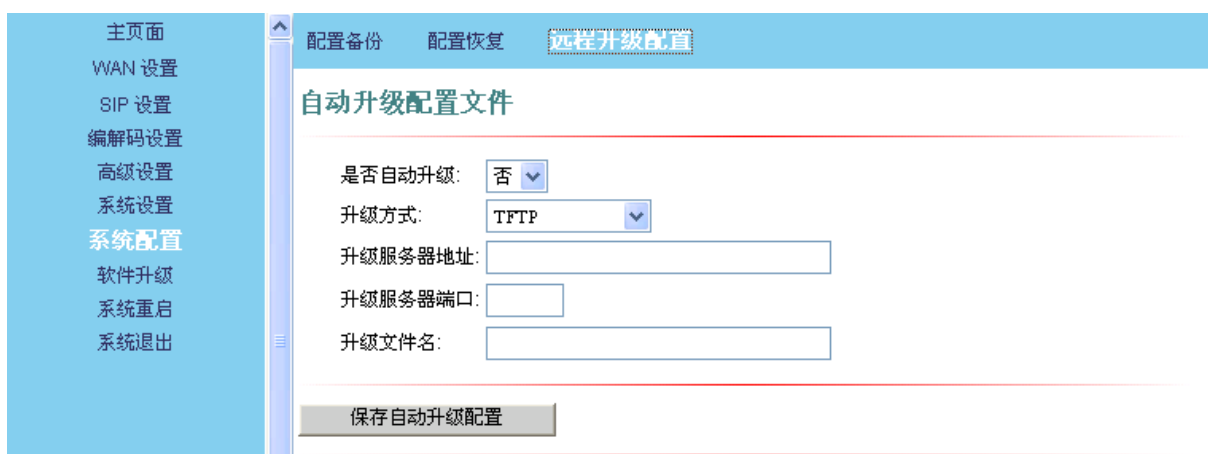 主页面
WAN 设置
SIP 设置
编解码设置
高级设置
系统设置
系统配置
软件升级
系统重启
系统退出
配置备份 配置恢复 远程升级配置
自动升级配置文件
是否自动升级: 否
升级方式: TFTP
升级服务器地址:
升级服务器端口:
升级文件名:
保存自动升级配置